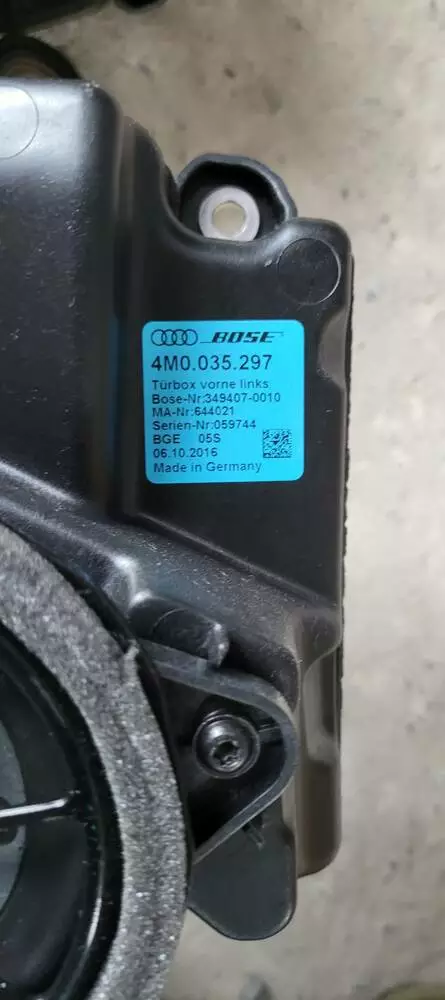 BOSE
4M0.035.297
Türbox vorne links
Bose-Nr:349407-0010
MA-Nr:644021
Serien-Nr:059744
BGE 05S
06.10.2016
Made in Germany